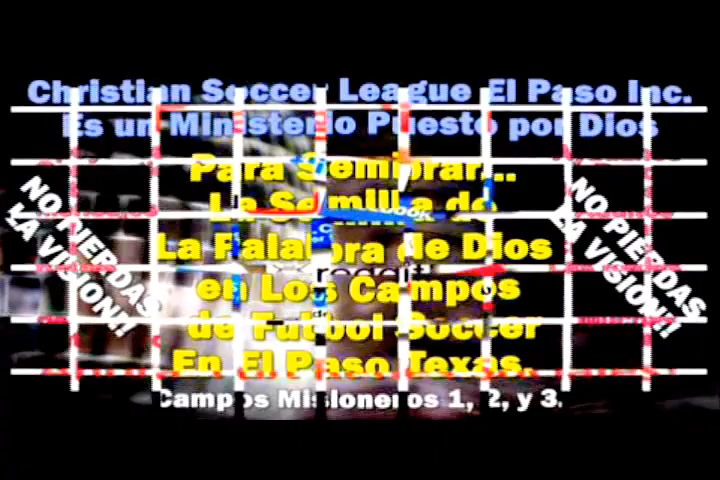 Christian Soccer League El Paso Inc.
Es un Ministerio Puesto por Dios
Para Sembrar...
La Semilla de
La Palabra de Dios
en Los Campos
de Futbol Soccer
En El Paso Texas.
Campos Misioneros 1, 2, y 3.
NO PIERDAS
LA VISION!!
NO PIERDAS
LA VISION!!
reddit